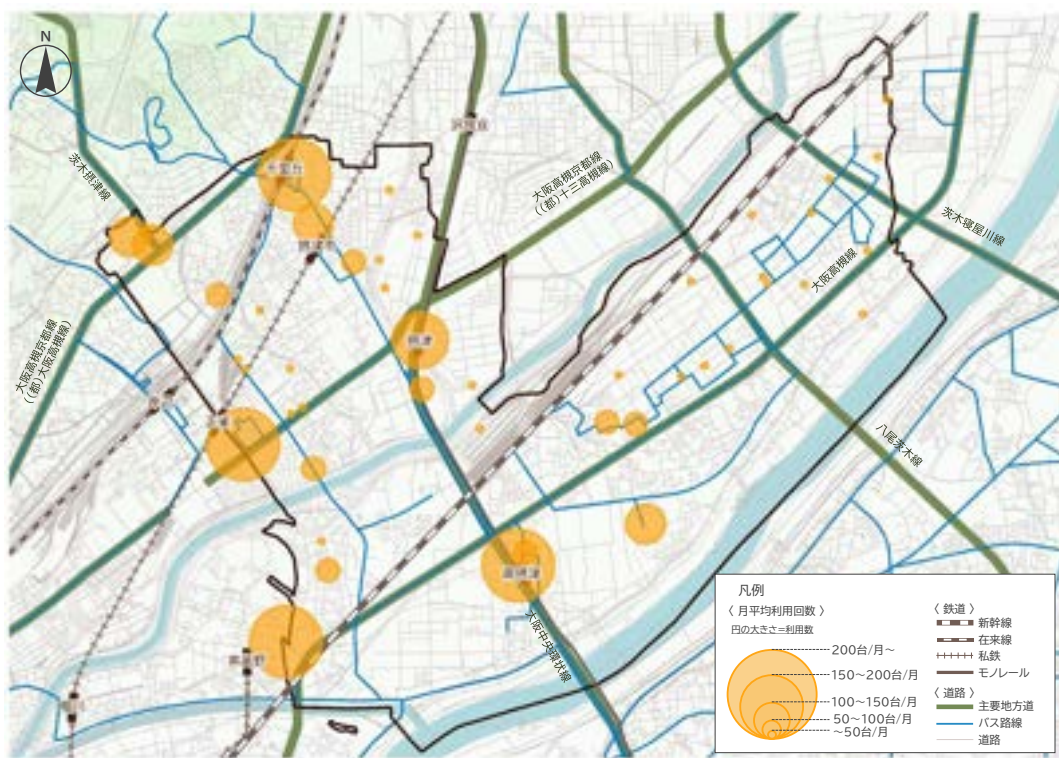 N
茨木摂津線
千里丘
摂津市
大阪高槻京都線
((都)十三高槻線)
茨木寝屋川線
大阪高槻線
大阪高槻京都線
((都)大阪高槻線)
摂津
八尾茨木線
南摂津
大阪中央環状線
凡例
〈 月平均利用回数 〉
円の大きさ=利用数
200台/月~
150~200台/月
100~150台/月
50~100台/月
~50台/月
〈 鉄道 〉
新幹線
在来線
私鉄
モノレール
〈 道路 〉
主要地方道
バス路線
道路